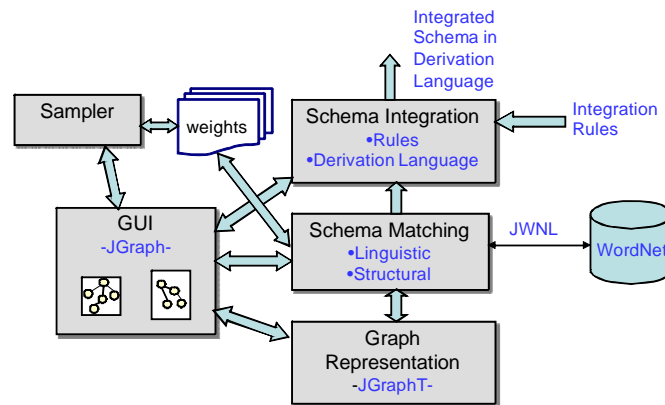 Integrated
Schema in
Derivation
Language
Sampler
weights
Schema Integration
•Rules
•Derivation Language
Integration
Rules
GUI
-JGraph-
Schema Matching
•Linguistic
•Structural
JWNL
WordNet
Graph
Representation
-JGraphT-